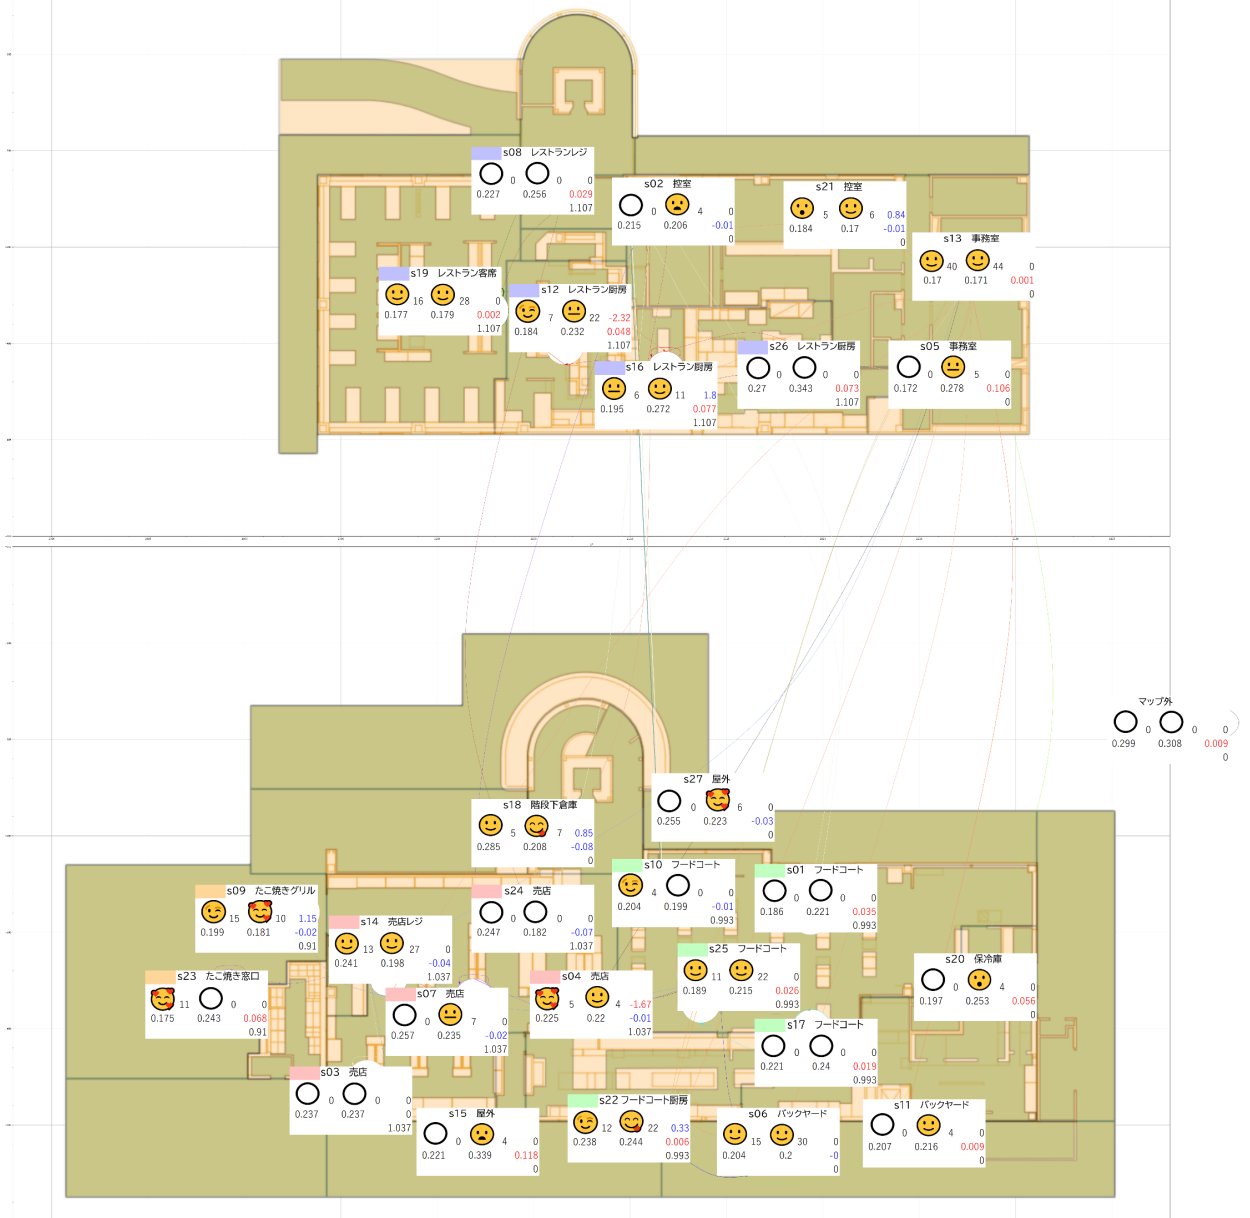 s08 レストランレジ
0 0 0
0.227 0.256 0.029
1.107
s02 控室
0 4 0
0.215 0.206 -0.01
0
s21 控室
5 6 0.84
0.184 0.17 -0.01
0
s13 事務室
40 44 0
0.17 0.171 0.001
0
s19 レストラン客席
16 28 0
0.177 0.179 0.002
1.107
s12 レストラン厨房
7 22 -2.32
0.184 0.232 0.048
1.107
s26 レストラン厨房
0 0 0
0.27 0.343 0.073
1.107
s05 事務室
0 5 0
0.172 0.278 0.106
0
s16 レストラン厨房
6 11 1.8
0.195 0.272 0.077
1.107
マップ外
0 0 0
0.299 0.308 0.009
0
s27 屋外
0 6 0
0.255 0.223 -0.03
0
s18 階段下倉庫
5 7 0.85
0.285 0.208 -0.08
0
s10 フードコート
4 0 0
0.204 0.199 -0.01
0.993
s01 フードコート
0 0 0
0.186 0.221 0.035
0.993
s09 たこ焼きグリル
15 10 1.15
0.199 0.181 -0.02
0.91
s24 売店
0 0 0
0.247 0.182 -0.07
1.037
s14 売店レジ
13 27 0
0.241 0.198 -0.04
1.037
s25 フードコート
11 22 0
0.189 0.215 0.026
0.993
s20 保冷庫
0 4 0
0.197 0.253 0.056
0
s23 たこ焼き窓口
11 0 0
0.175 0.243 0.068
0.91
s04 売店
5 4 -1.67
0.225 0.22 -0.01
1.037
s07 売店
0 7 0
0.257 0.235 -0.02
1.037
s17 フードコート
0 0 0
0.221 0.24 0.019
0.993
s03 売店
0 0 0
0.237 0.237 0
1.037
s22 フードコート厨房
12 22 0.33
0.238 0.244 0.006
0.993
s15 屋外
0 4 0
0.221 0.339 0.118
0
s06 バックヤード
15 30 0
0.204 0.2 -0
0
s11 バックヤード
0 4 0
0.207 0.216 0.009
0